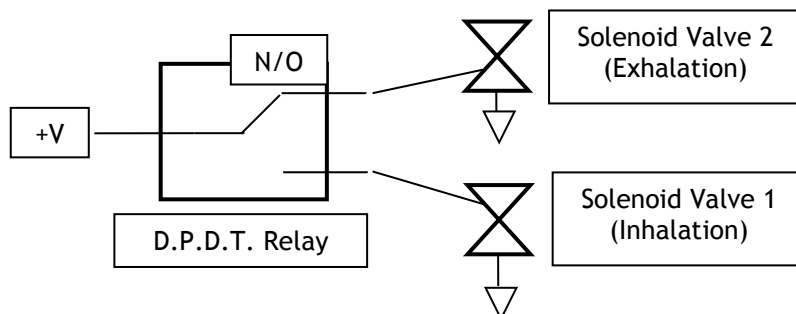 N/O
Solenoid Valve 2
(Exhalation)
+V
Solenoid Valve 1
(Inhalation)
D.P.D.T. Relay